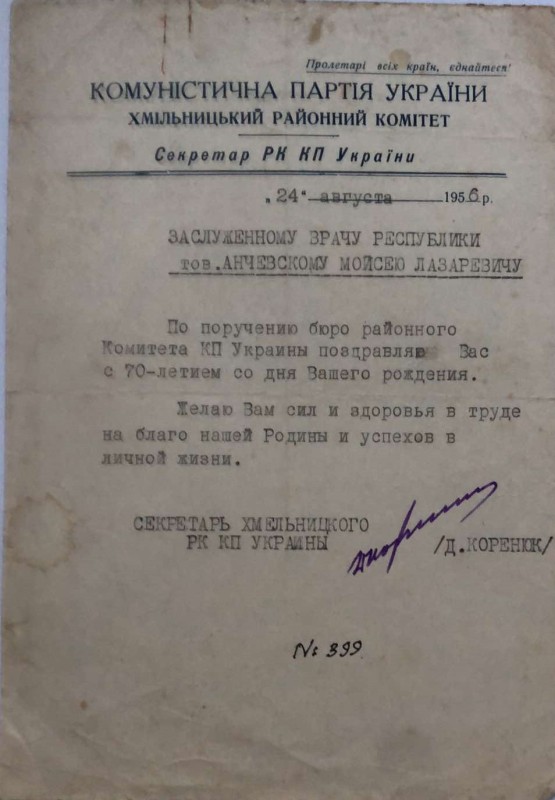 Пролетарі всіх країн, єднайтесь!
КОМУНІСТИЧНА ПАРТІЯ УКРАЇНИ
ХМІЛЬНИЦЬКИЙ РАЙОННИЙ КОМІТЕТ
Секретар РК КП України
„24" августа 1956 р.
ЗАСЛУЖЕННОМУ ВРАЧУ РЕСПУБЛИКИ
тов.АНЧЕВСКОМУ МОЙСЕЮ ЛАЗАРЕВИЧУ
По поручению бюро районного
Комитета КП Украины поздравляю Вас
с 70-летием со дня Вашего рождения.
Желаю Вам сил и здоровья в труде
на благо нашей Родины и успехов в
личной жизни.
СЕКРЕТАРЬ ХМЕЛЬНИЦКОГО
РК КП УКРАИНЫ /Д.КОРЕНЮК/
№ 399